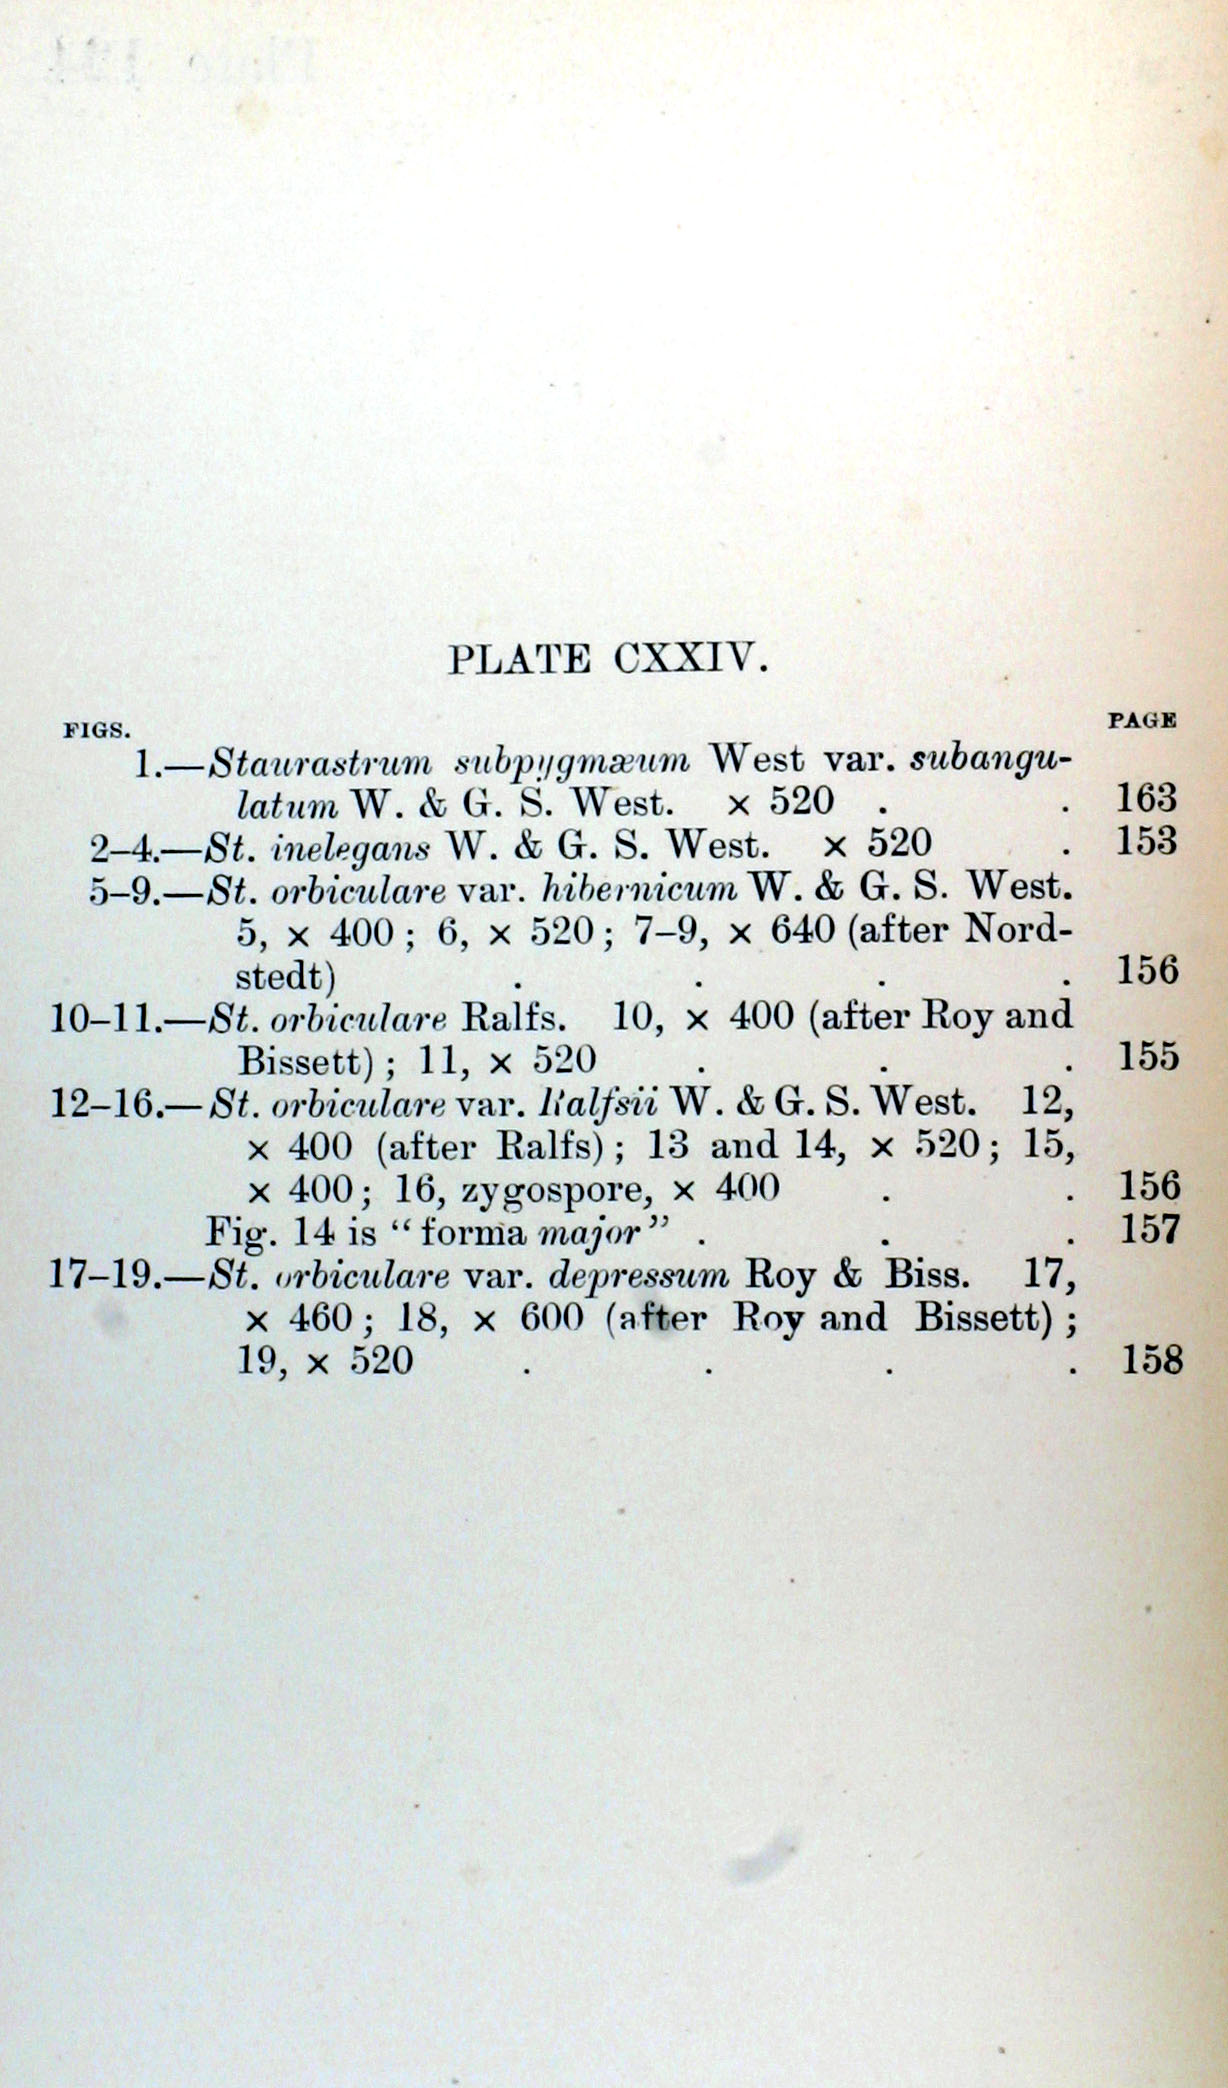 PLATE CXXIV.
FIGS. PAGE
1.—Staurastrum subpygmæum West var. subangu-
latum W. & G. S. West. × 520 . . 163
2–4.—St. inelegans W. & G. S. West. × 520 . 153
5–9.—St. orbiculare var. hibernicum W. & G. S. West.
5, × 400; 6, × 520; 7–9, × 640 (after Nord-
stedt) . . . . 156
10–11.—St. orbiculare Ralfs. 10, × 400 (after Roy and
Bissett); 11, × 520 . . . 155
12–16.—St. orbiculare var. Ralfsii W. & G. S. West. 12,
× 400 (after Ralfs); 13 and 14, × 520; 15,
× 400; 16, zygospore, × 400 . . 156
Fig. 14 is “forma major” . . . 157
17–19.—St. orbiculare var. depressum Roy & Biss. 17,
× 460; 18, × 600 (after Roy and Bissett);
19, × 520 . . . . 158